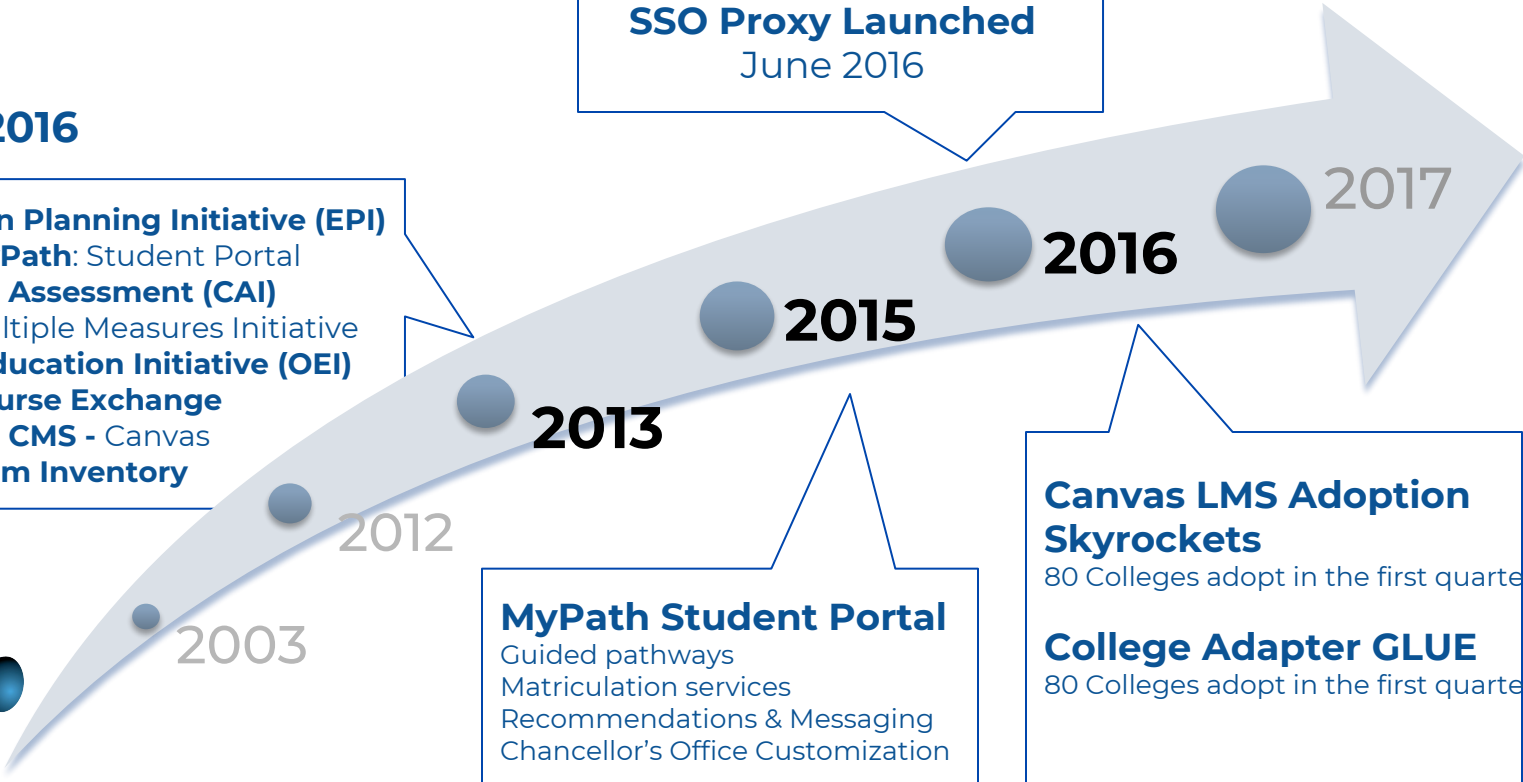 SSO Proxy Launched
June 2016
2016
n Planning Initiative (EPI)
Path: Student Portal
Assessment (CAI)
ltiple Measures Initiative
ducation Initiative (OEI)
urse Exchange
CMS - Canvas
m Inventory
2003
2012
2013
2015
2016
2017
MyPath Student Portal
Guided pathways
Matriculation services
Recommendations & Messaging
Chancellor's Office Customization
Canvas LMS Adoption
Skyrockets
80 Colleges adopt in the first quarte
College Adapter GLUE
80 Colleges adopt in the first quarte